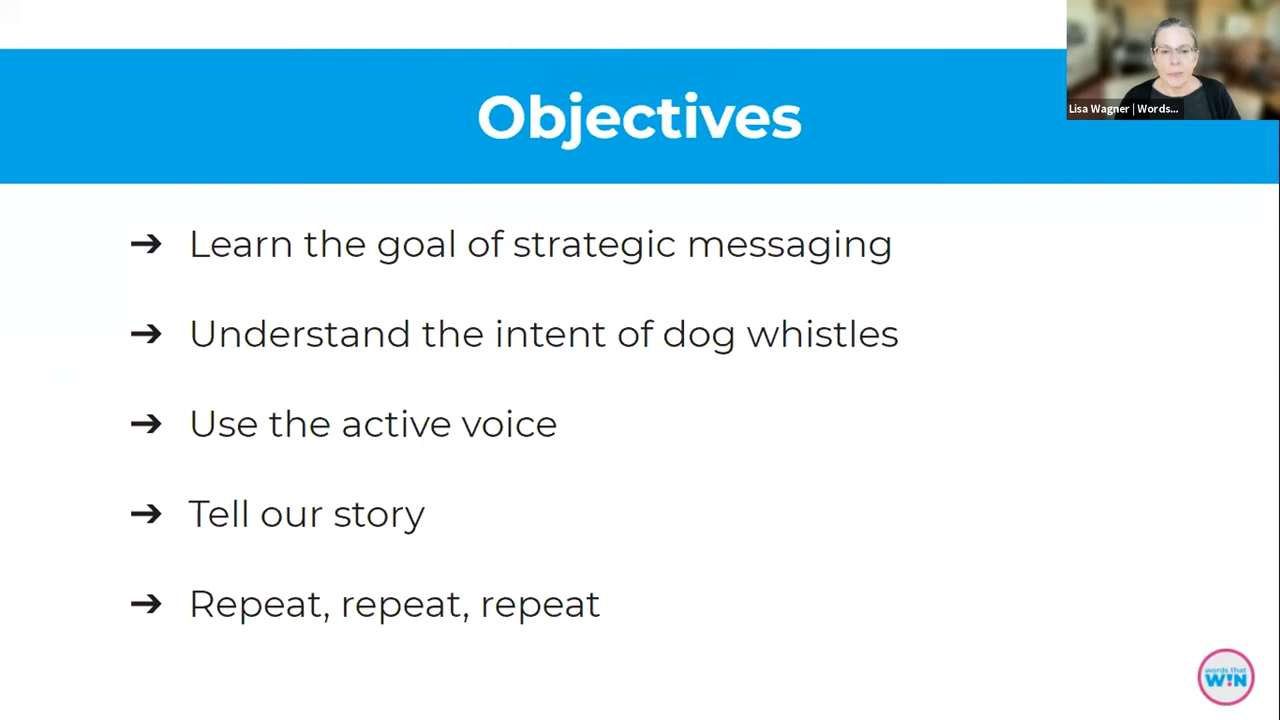 Objectives
Lisa Wagner | Words...
➔ Learn the goal of strategic messaging
➔ Understand the intent of dog whistles
➔ Use the active voice
➔ Tell our story
➔ Repeat, repeat, repeat
words that
W!N